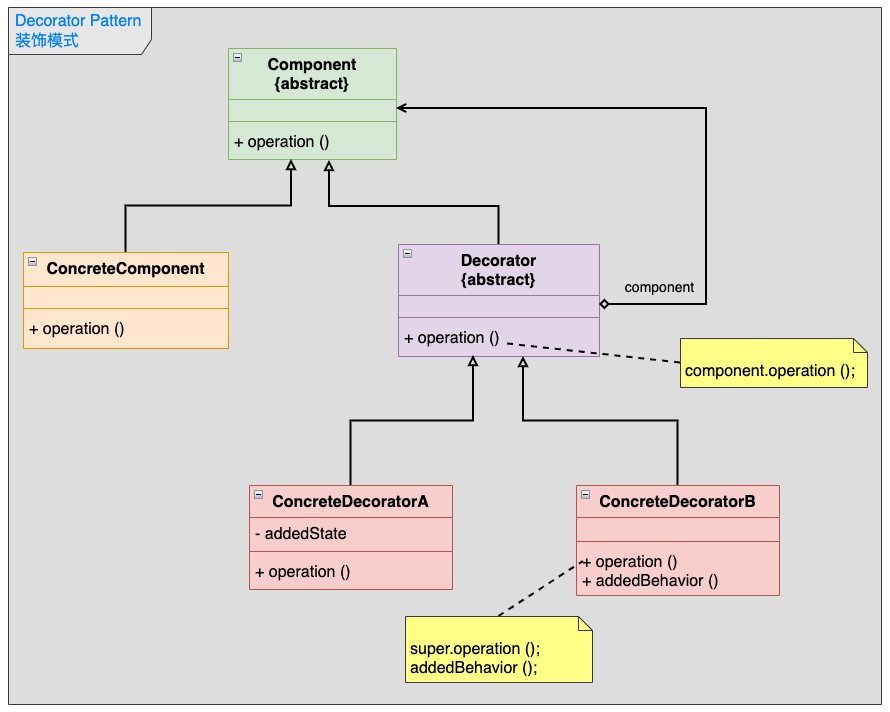 Decorator Pattern
装饰模式
Component
{abstract}
+ operation ()
ConcreteComponent
+ operation ()
Decorator
{abstract}
+ operation ()
component
component.operation ();
ConcreteDecoratorA
- addedState
+ operation ()
ConcreteDecoratorB
+ operation ()
+ addedBehavior ()
super.operation ();
addedBehavior ();